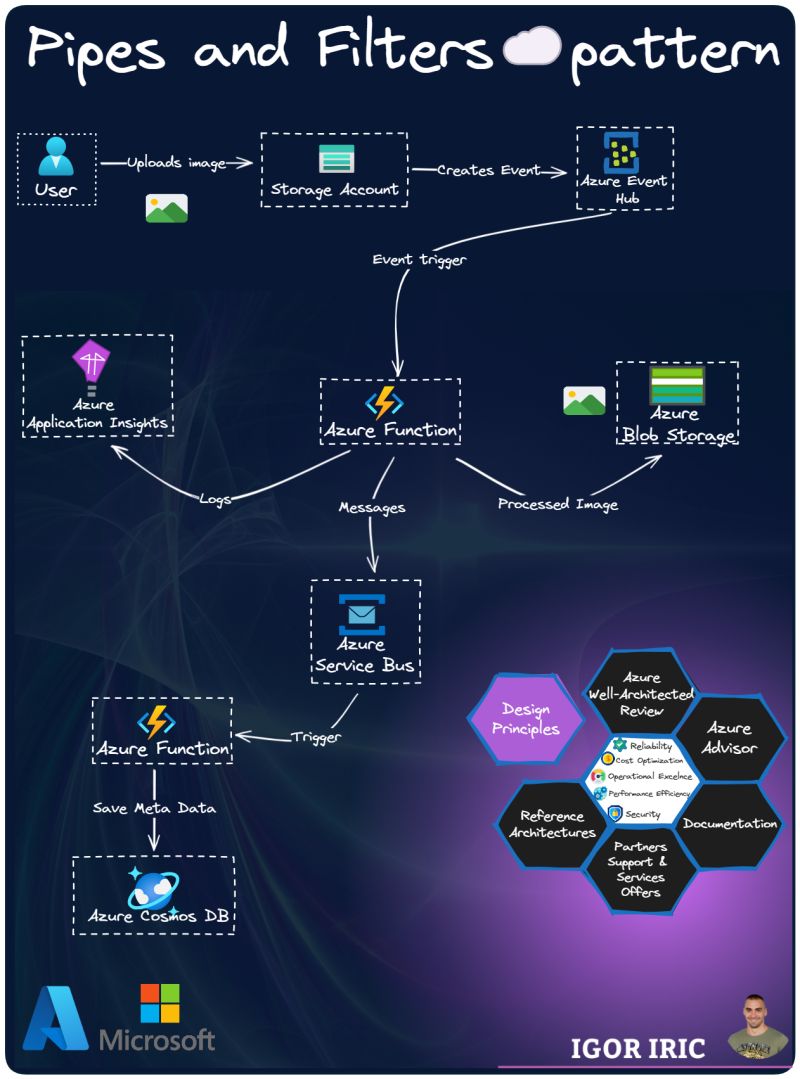 Pipes and Filters pattern
User
Uploads image
Storage Account
Creates Event
Azure Event
Hub
Event trigger
Azure
Application Insights
Azure Function
Azure
Blob Storage
Logs
Messages
Processed Image
Azure
Service Bus
Azure Function
Trigger
Save Meta Data
Azure Cosmos DB
Design
Principles
Azure
Well-Architected
Review
Azure
Advisor
Reliability
Cost Optimization
Operational Excelnce
Performance Efficiency
Security
Reference
Architectures
Documentation
Partners
Support &
Services
Offers
Microsoft
IGOR IRIC